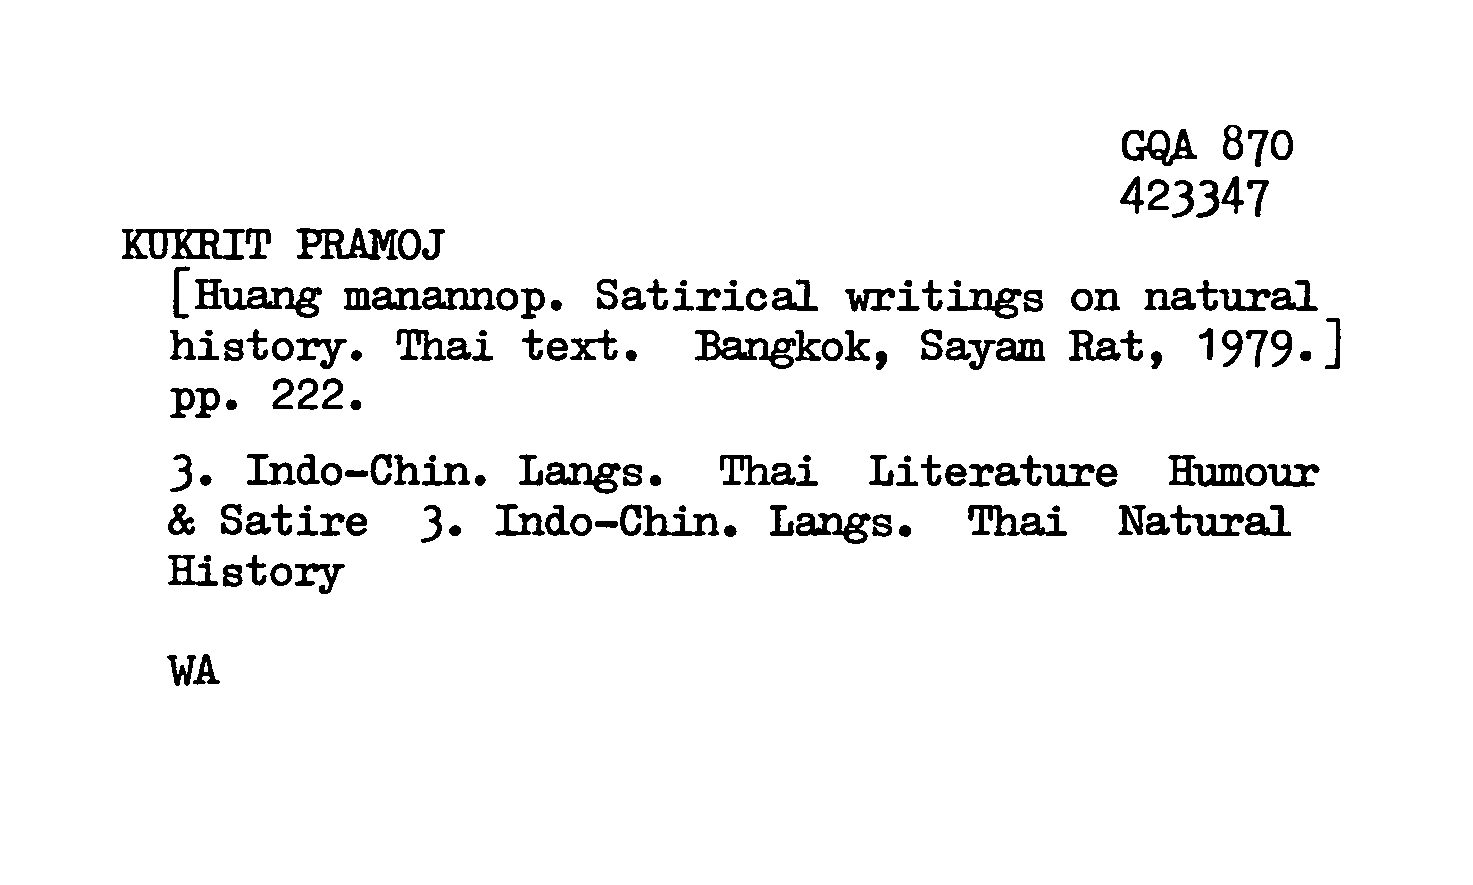 GQA 870
423347
KUKRIT PRAMOJ
[Huang manannop. Satirical writings on natural
history. Thai text. Bangkok, Sayam Rat, 1979.]
pp. 222.
3. Indo-Chin. Langs. Thai Literature Humour
& Satire 3. Indo-Chin. Langs. Thai Natural
History
WA